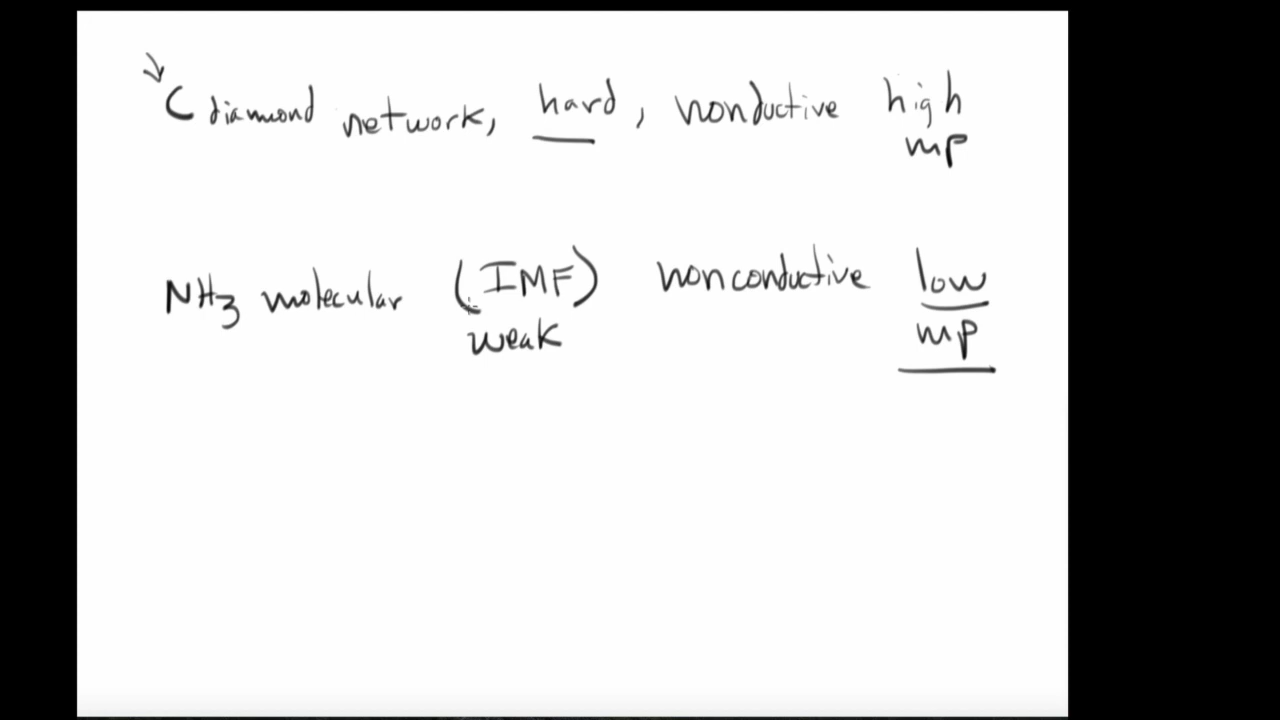 C diamond network, hard, nonductive high
mp
NH3 molecular (IMF) nonconductive low
weak mp